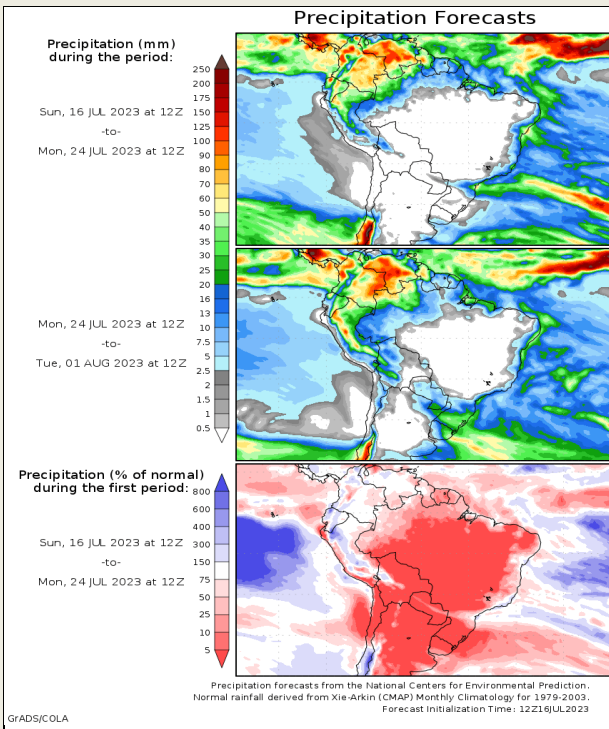 Precipitation Forecasts
Precipitation (mm)
during the period:
Sun, 16 JUL 2023 at 12Z
-to-
Mon, 24 JUL 2023 at 12Z
250
200
175
150
125
100
90
80
70
60
50
40
35
30
25
20
16
13
10
7.5
5
2.5
2
1.5
1
0.5
Mon, 24 JUL 2023 at 12Z
-to-
Tue, 01 AUG 2023 at 12Z
Precipitation (% of normal)
during the first period:
Sun, 16 JUL 2023 at 12Z
-to-
Mon, 24 JUL 2023 at 12Z
800
600
400
300
150
75
50
25
10
5
Precipitation forecasts from the National Centers for Environmental Prediction.
Normal rainfall derived from Xie-Arkin (CMAP) Monthly Climatology for 1979-2003.
Forecast Initialization Time: 12Z16JUL2023
GrADS/COLA